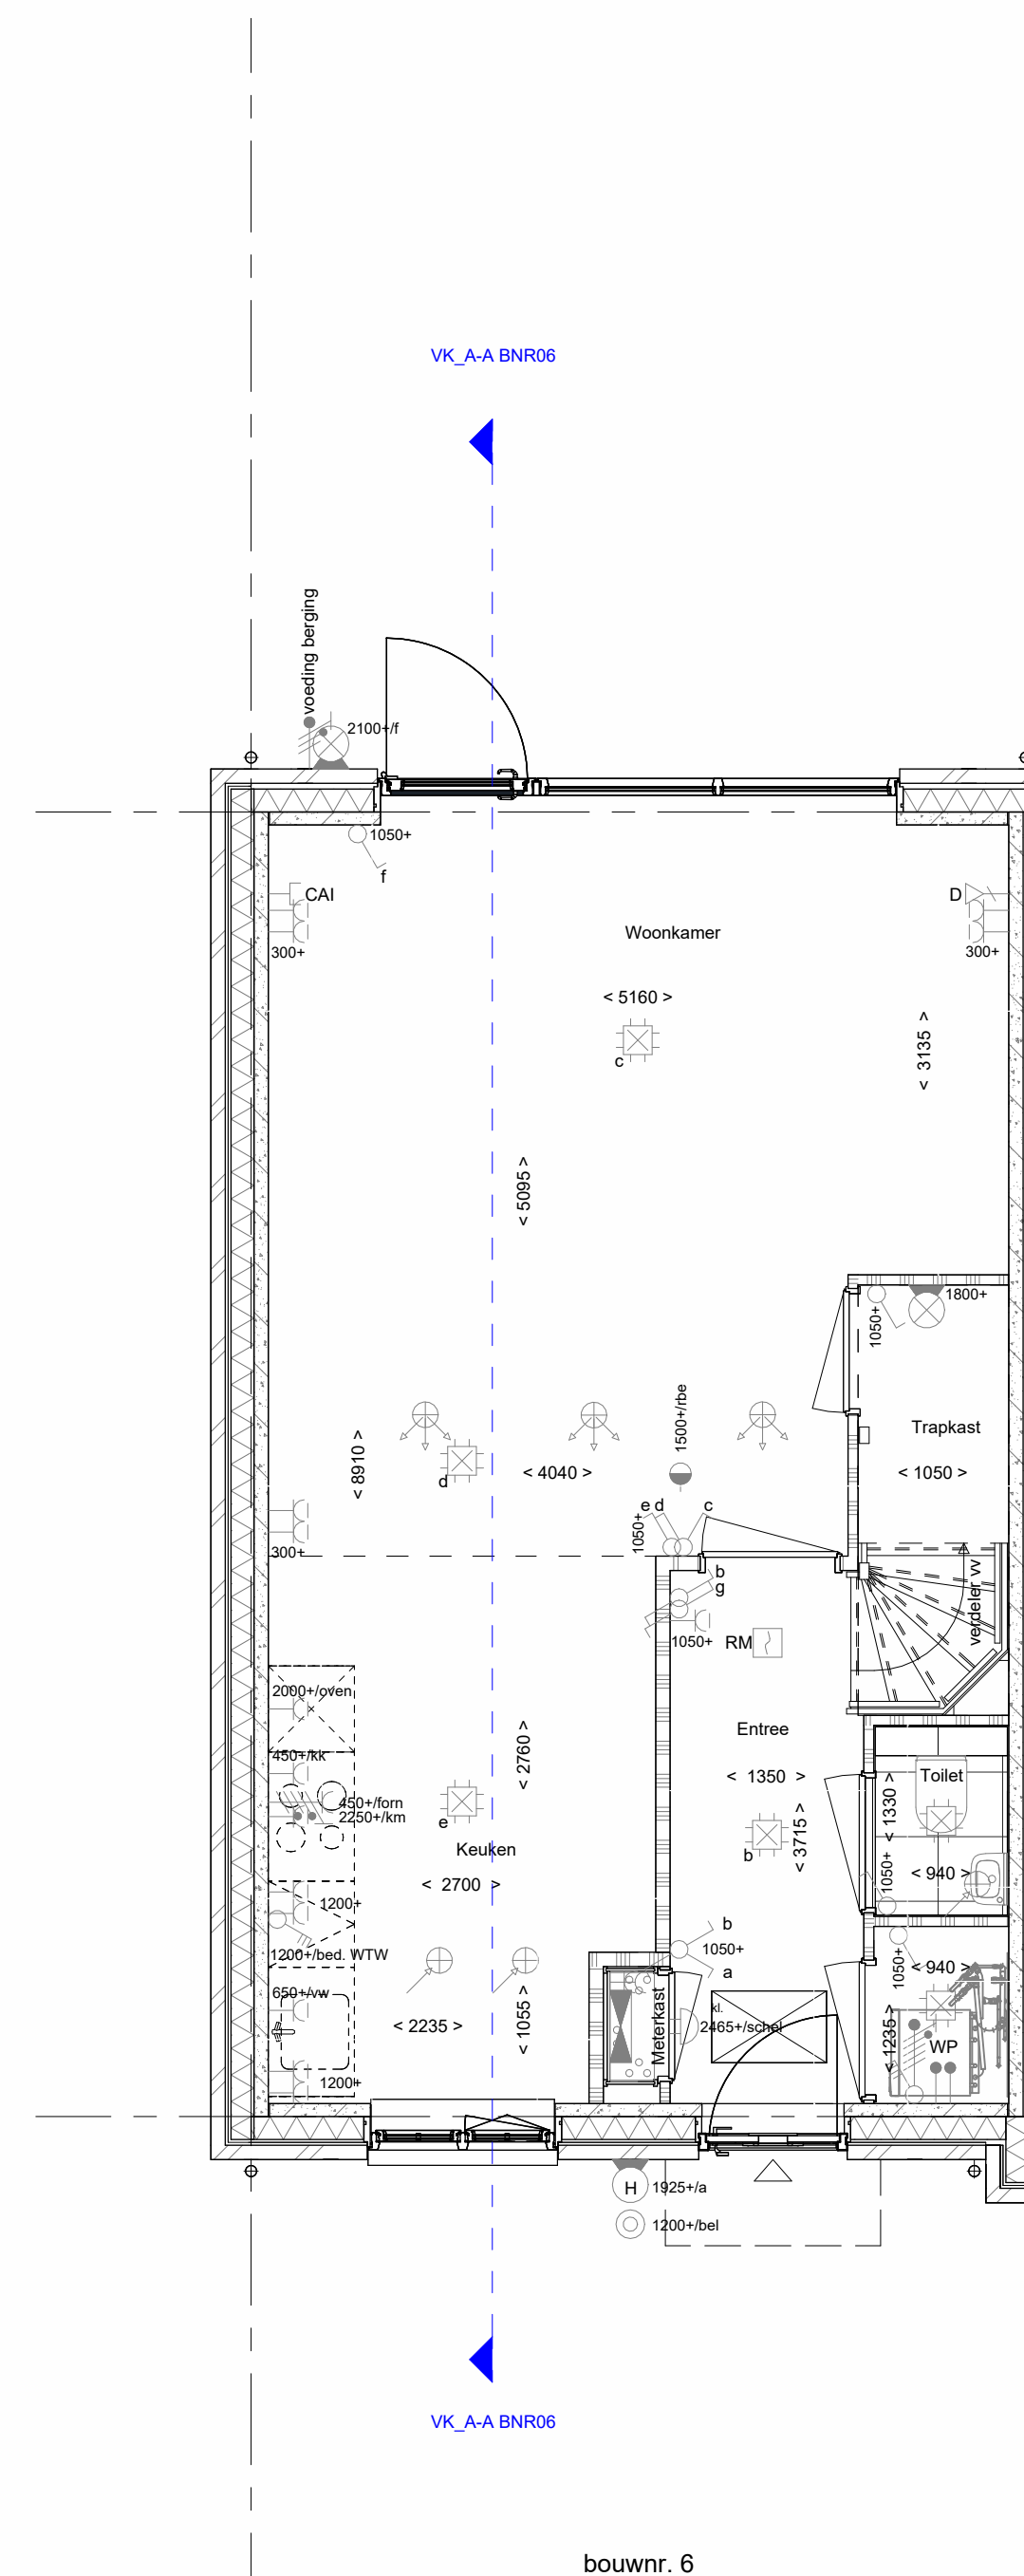 VK_A-A BNR06
voeding berging
2100+/f
1050+
f
CAI
300+
D
300+
Woonkamer
< 5160 >
c
< 3135 >
< 5095 >
1050+
1800+
Trapkast
< 1050 >
1500+/rbe
< 8910 >
d
< 4040 >
e d
c
1050+
300+
b
g
1050+
RM
verdeler vv
2000+/oven
450+/kk
450+/forn
2250+/km
< 2760 >
e
Keuken
< 2700 >
Entree
< 1350 >
< 3715 >
b
Toilet
< 1330 >
1050+
< 940 >
1200+
1200+/bed. WTW
650+/vw
1200+
< 2235 >
< 1055 >
b
1050+
a
Meterkast
kl.
2465+/schel
1050+
< 940 >
< 1235 >
WP
H
1925+/a
1200+/bel
VK_A-A BNR06
bouwnr. 6